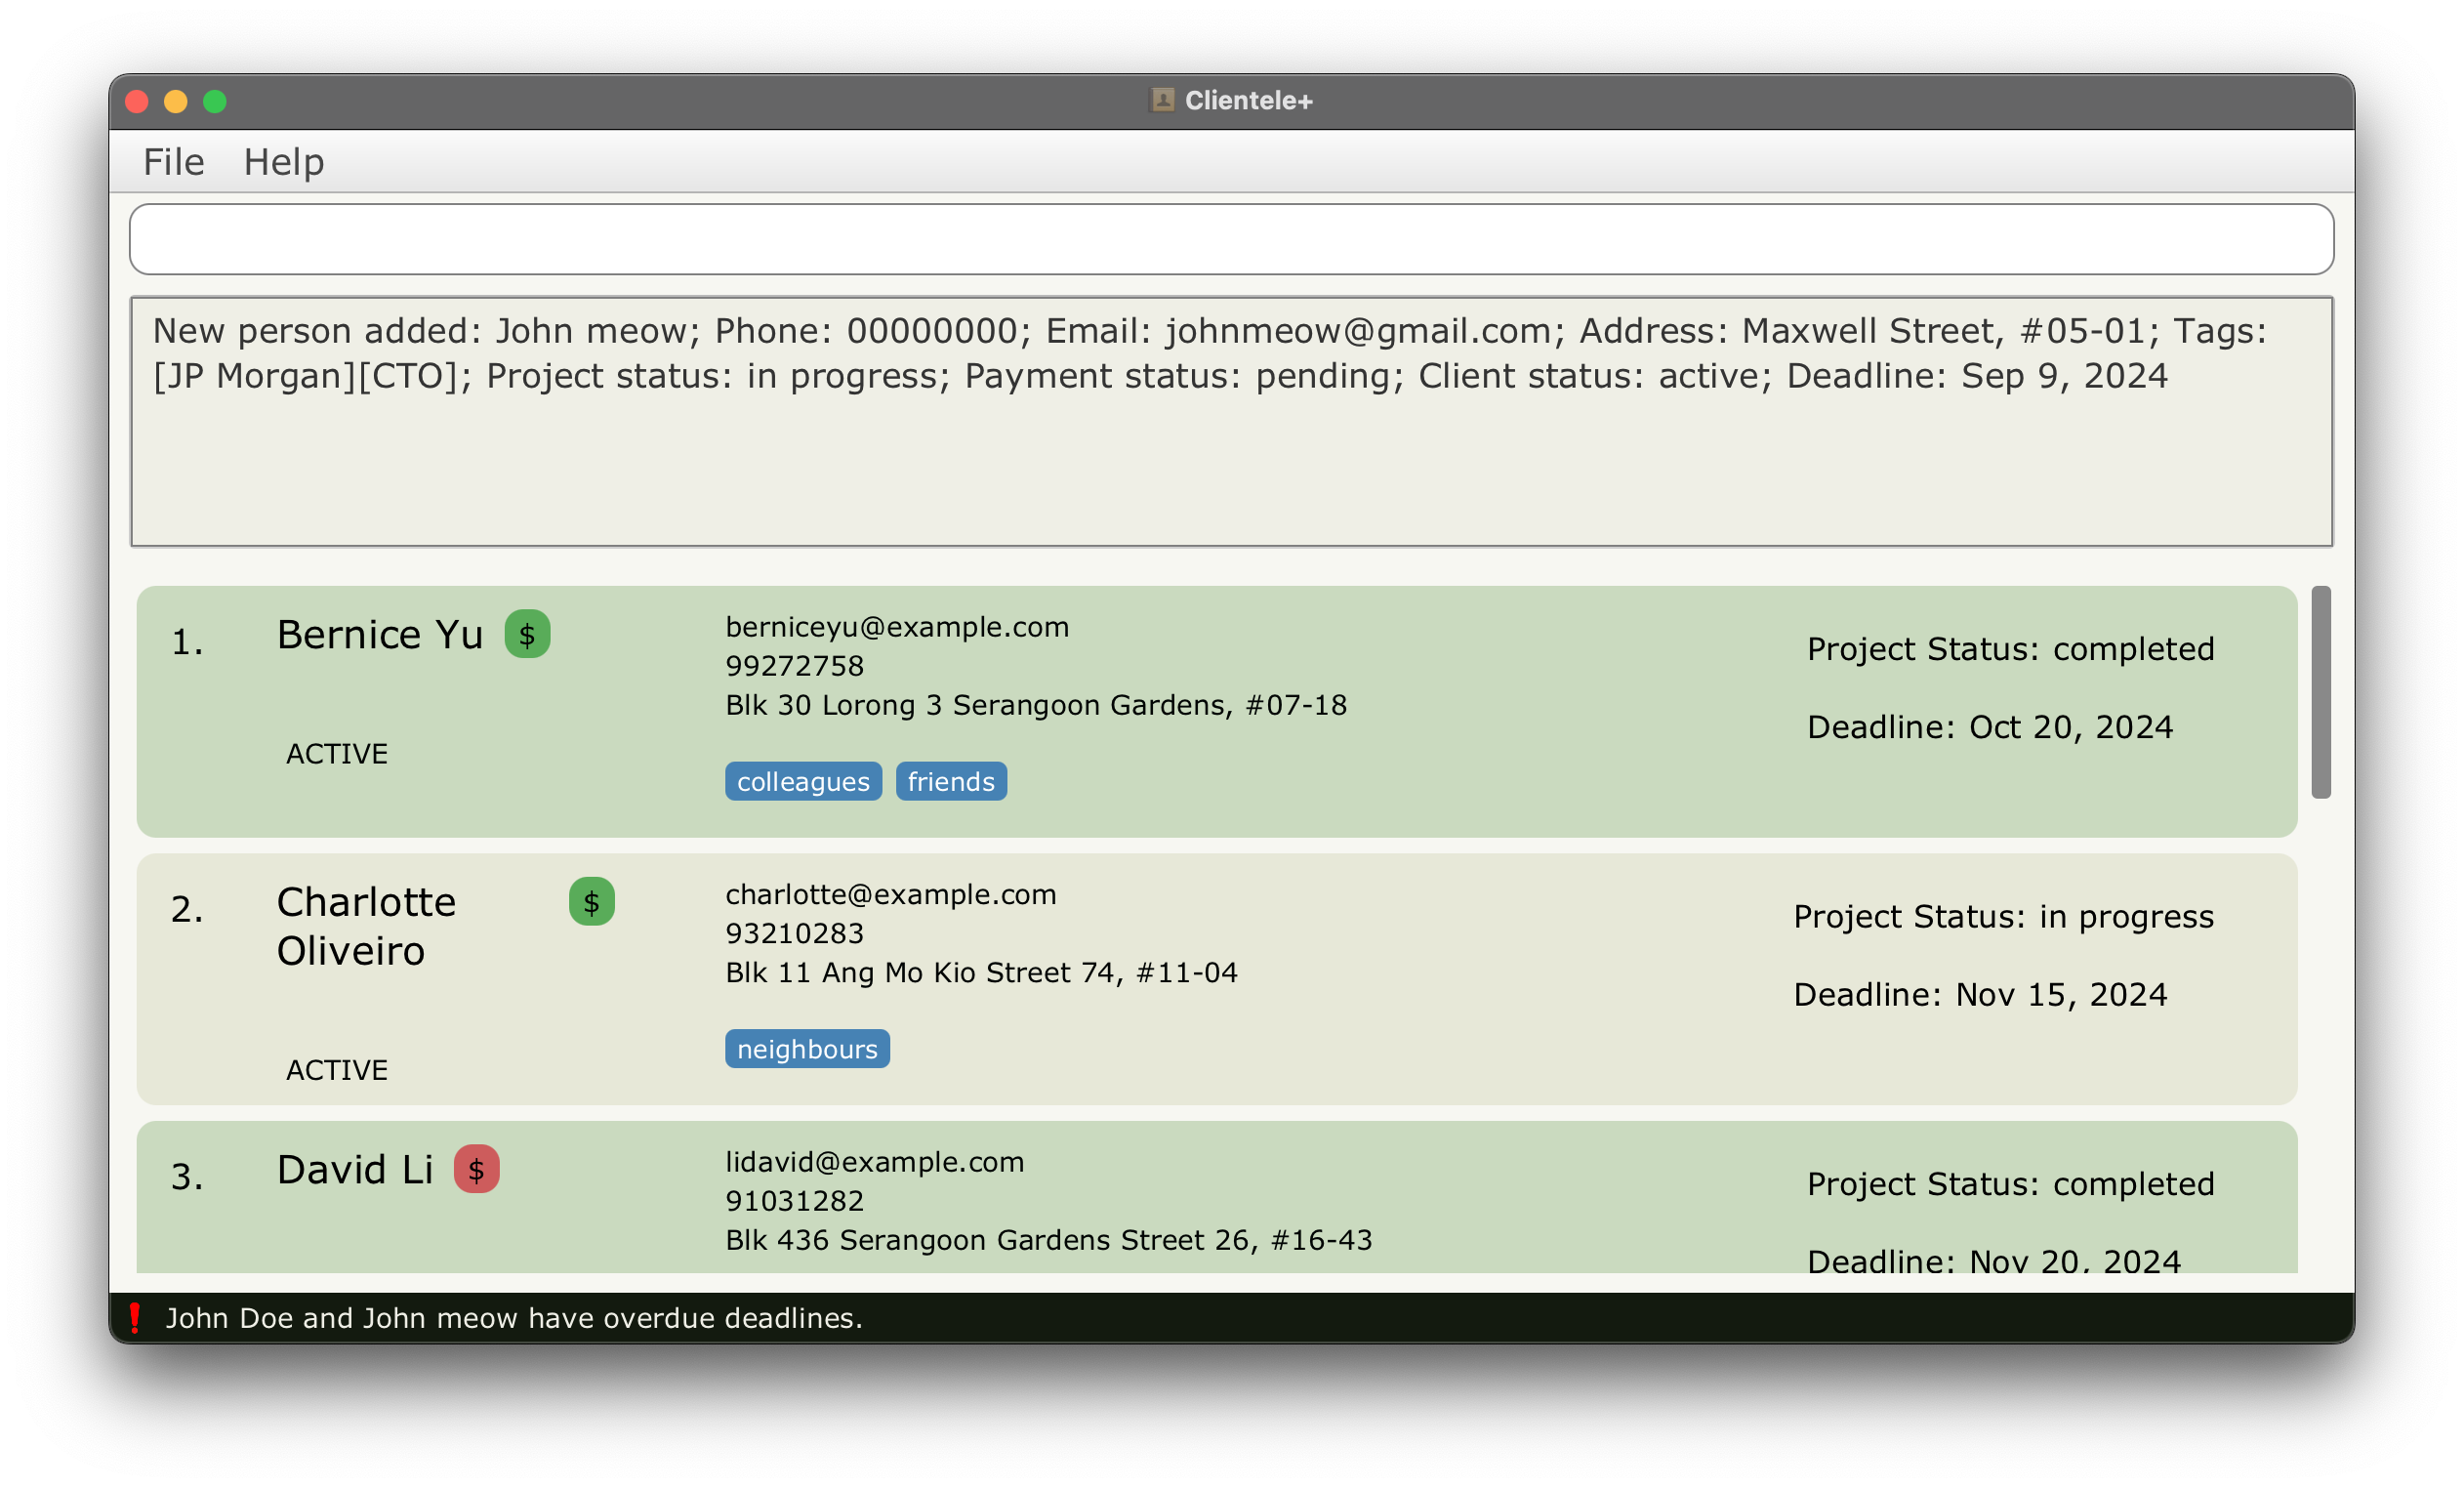 Clientele+
File Help
New person added: John meow; Phone: 00000000; Email: johnmeow@gmail.com; Address: Maxwell Street, #05-01; Tags:
[JP Morgan][CTO]; Project status: in progress; Payment status: pending; Client status: active; Deadline: Sep 9, 2024
1.
Bernice Yu $
ACTIVE
berniceyu@example.com
99272758
Blk 30 Lorong 3 Serangoon Gardens, #07-18
colleagues friends
Project Status: completed
Deadline: Oct 20, 2024
2.
Charlotte $
Oliveiro
ACTIVE
charlotte@example.com
93210283
Blk 11 Ang Mo Kio Street 74, #11-04
neighbours
Project Status: in progress
Deadline: Nov 15, 2024
3.
David Li $
lidavid@example.com
91031282
Blk 436 Serangoon Gardens Street 26, #16-43
Project Status: completed
Deadline: Nov 20, 2024
John Doe and John meow have overdue deadlines.